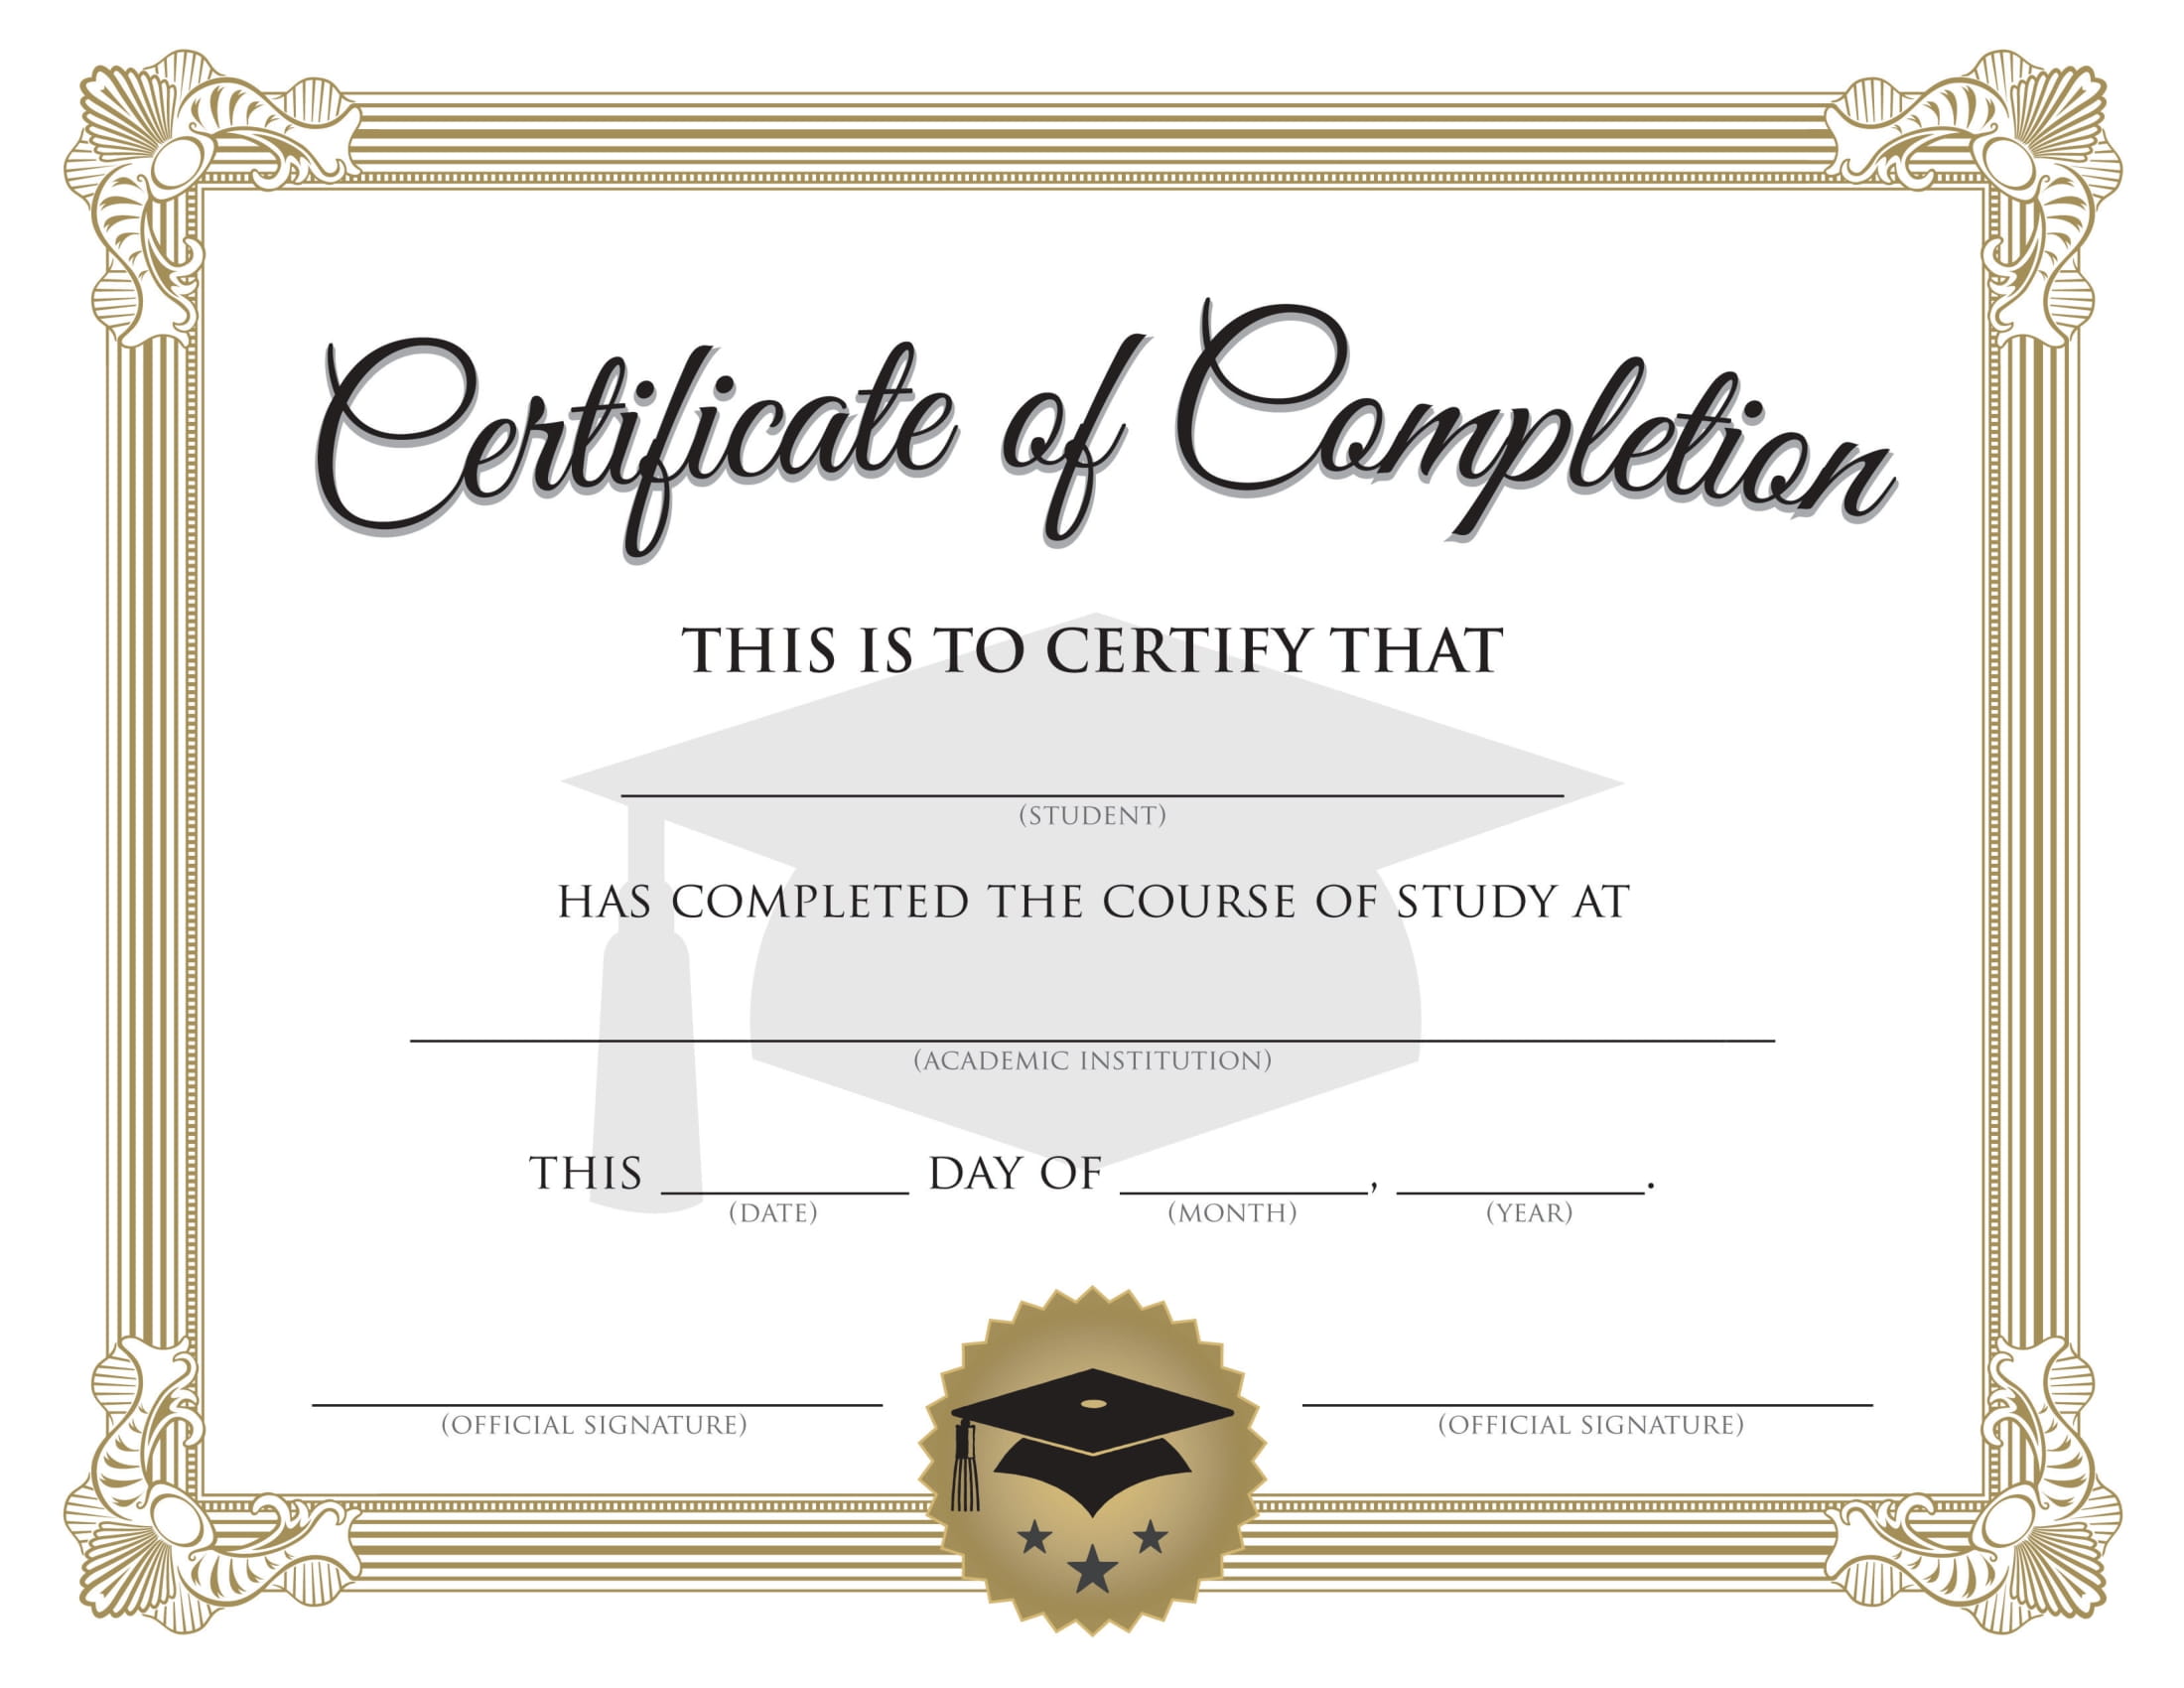 Certificate of Completion
THIS IS TO CERTIFY THAT
(STUDENT)
HAS COMPLETED THE COURSE OF STUDY AT
(ACADEMIC INSTITUTION)
THIS ________ DAY OF ________, ________.
(DATE) (MONTH) (YEAR)
(OFFICIAL SIGNATURE) (OFFICIAL SIGNATURE)